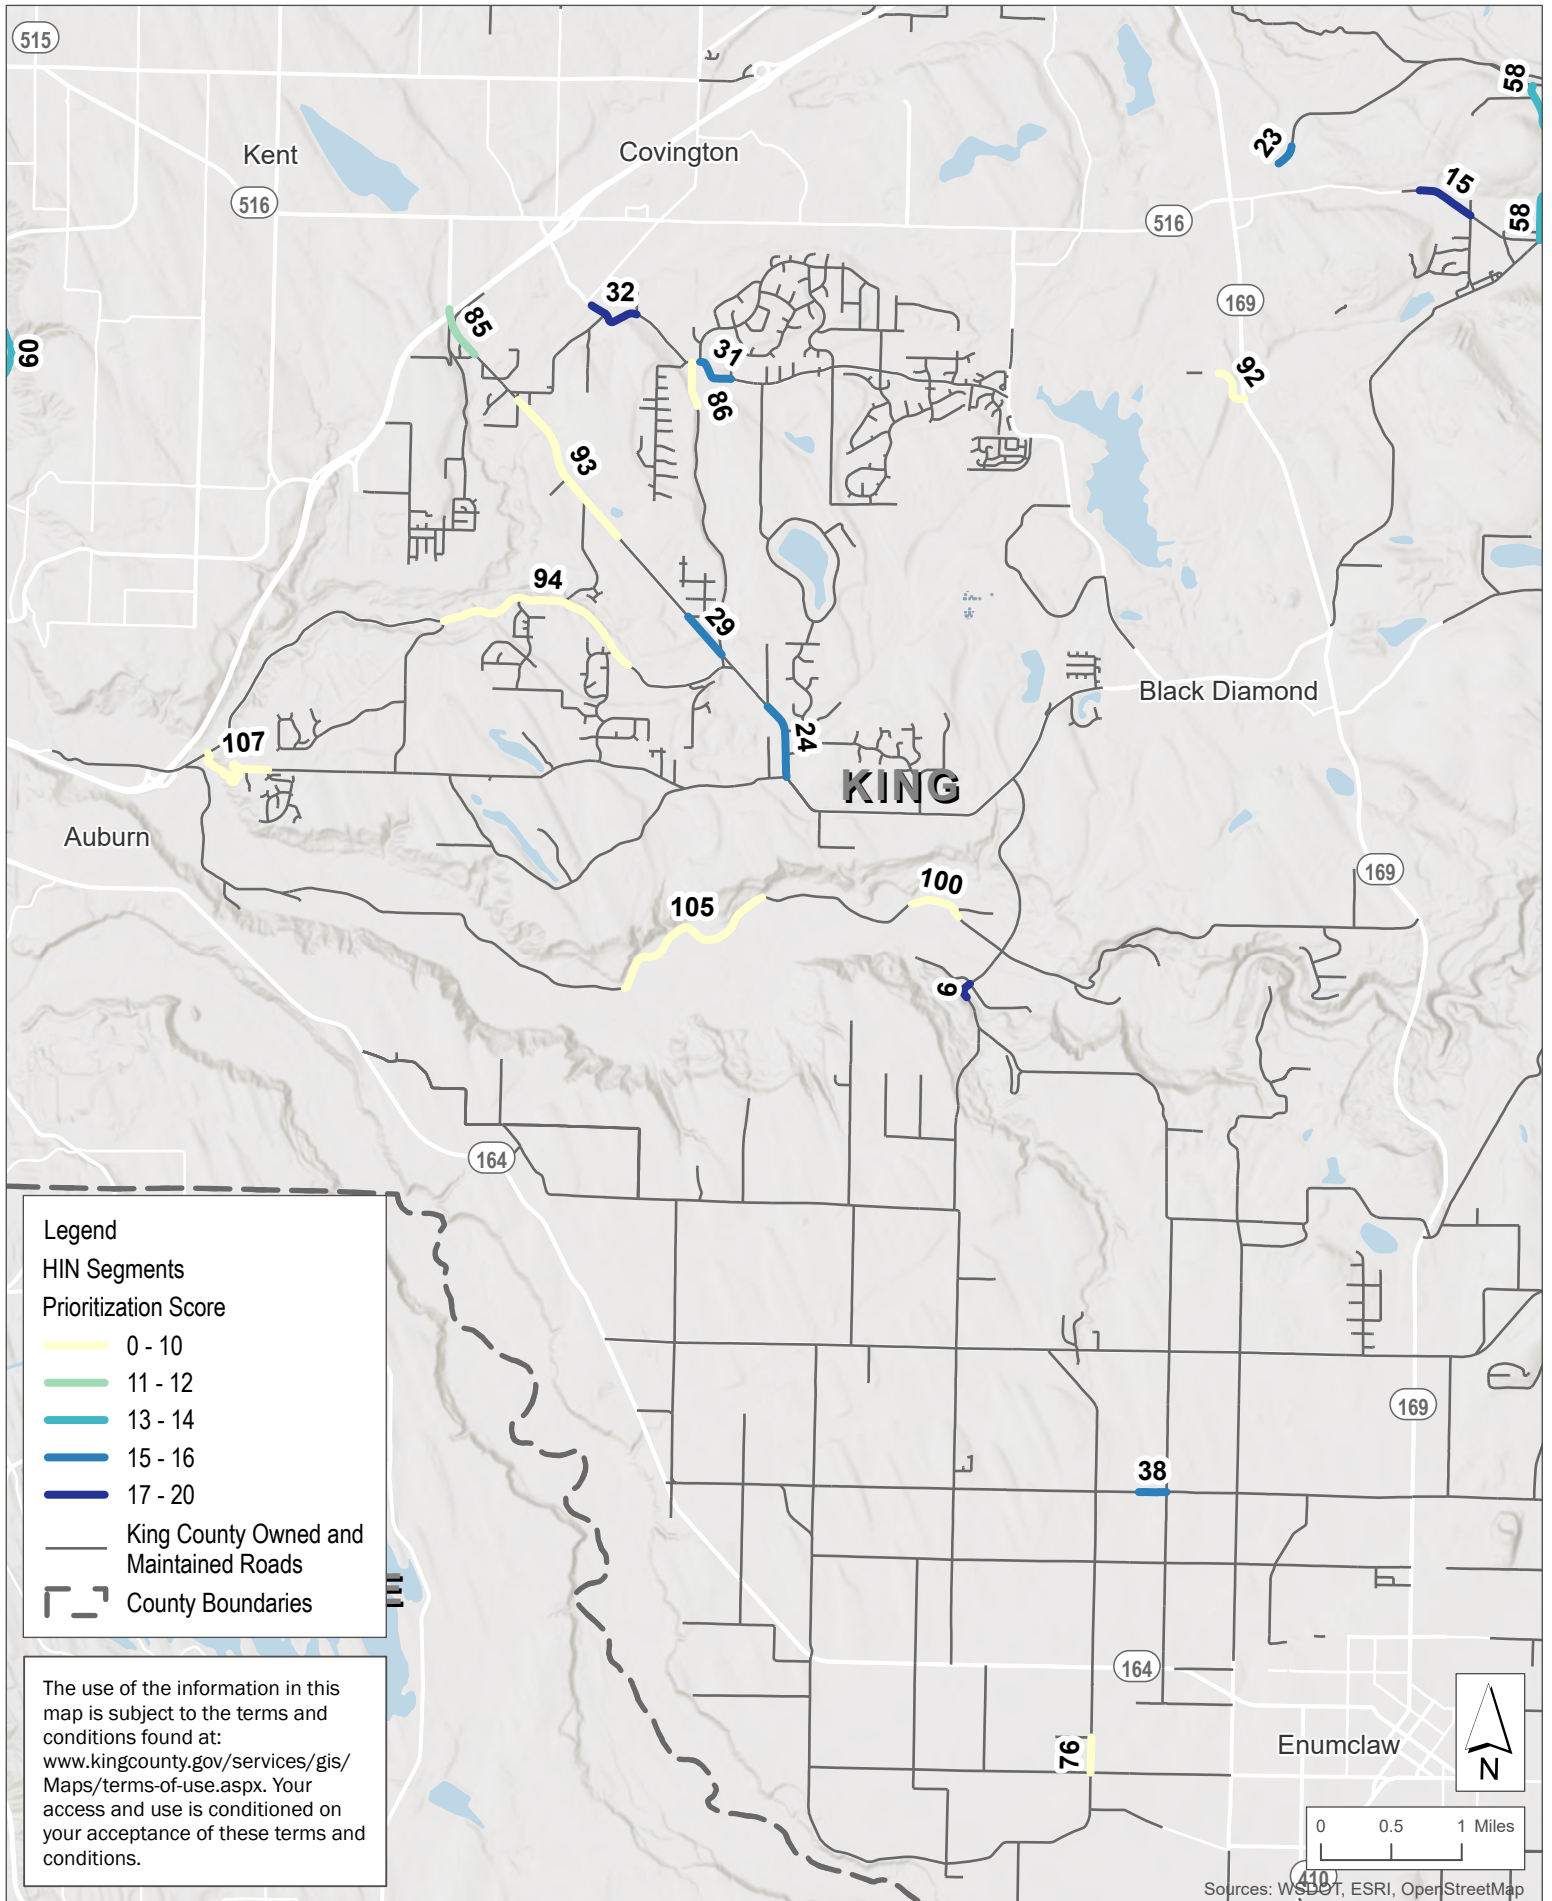 515
58
Kent
Covington
23
516
15
516
58
32
169
85
60
31
92
86
93
94
29
Black Diamond
24
107
KING
Auburn
169
100
105
6
164
Legend
HIN Segments
Prioritization Score
0 - 10
11 - 12
13 - 14
15 - 16
17 - 20
King County Owned and
Maintained Roads
County Boundaries
169
38
164
The use of the information in this
map is subject to the terms and
conditions found at:
www.kingcounty.gov/services/gis/
Maps/terms-of-use.aspx. Your
access and use is conditioned on
your acceptance of these terms and
conditions.
76
Enumclaw
N
0 0.5 1 Miles
410
Sources: WSDOT, ESRI, OpenStreetMap